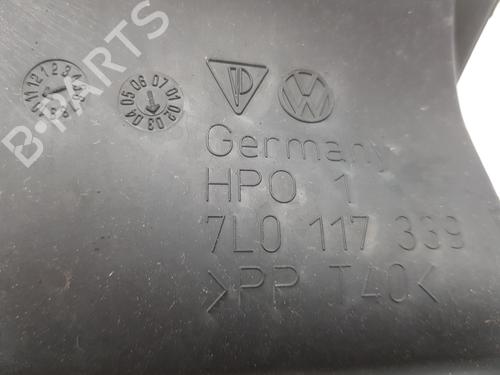 B-PARTS
Germany
HPO 1
7L0 117 339
>PP T40<